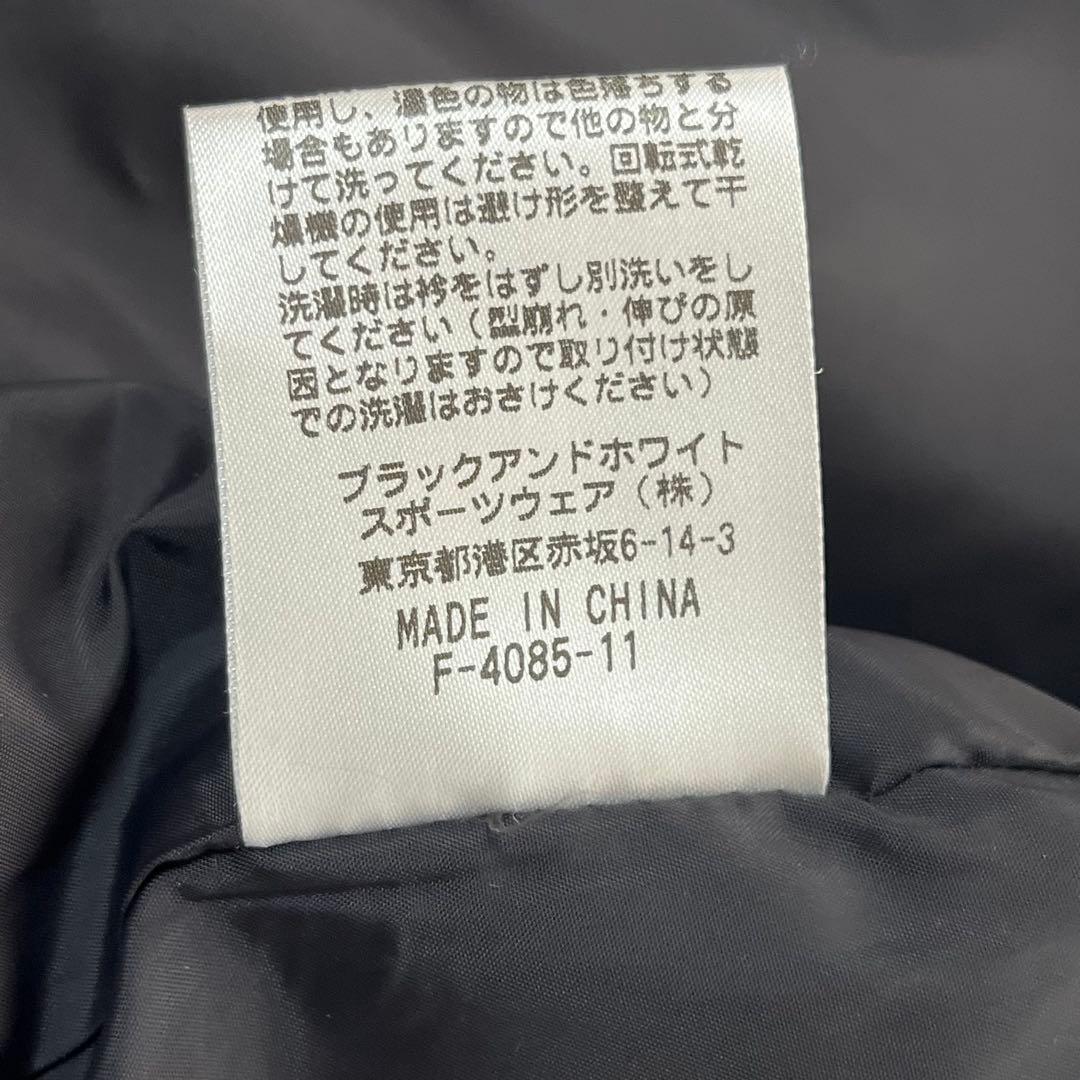 使用し、濃色の物は色落ちする
場合もありますので他の物と分
けて洗ってください。回転式乾
燥機の使用は避け形を整えて干
してください。
洗濯時は衿をはずし別洗いをし
てください（型崩れ・伸びの原
因となりますので取り付け状態
での洗濯はおさけください）
ブラックアンドホワイト
スポーツウェア（株）
東京都港区赤坂6-14-3
MADE IN CHINA
F-4085-11